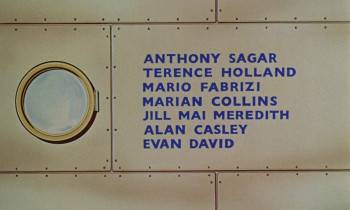 ANTHONY SAGAR
TERENCE HOLLAND
MARIO FABRIZI
MARIAN COLLINS
JILL MAI MEREDITH
ALAN CASLEY
EVAN DAVID